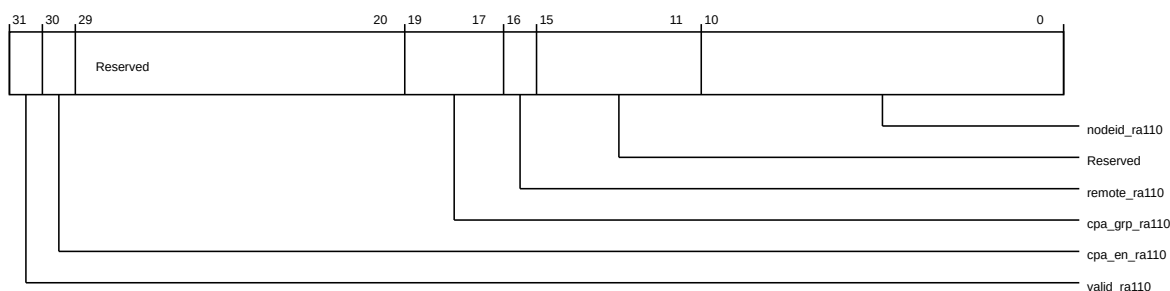 31 30 29 20 19 17 16 15 11 10 0
Reserved
nodeid_ra110
Reserved
remote_ra110
cpa_grp_ra110
cpa_en_ra110
valid_ra110